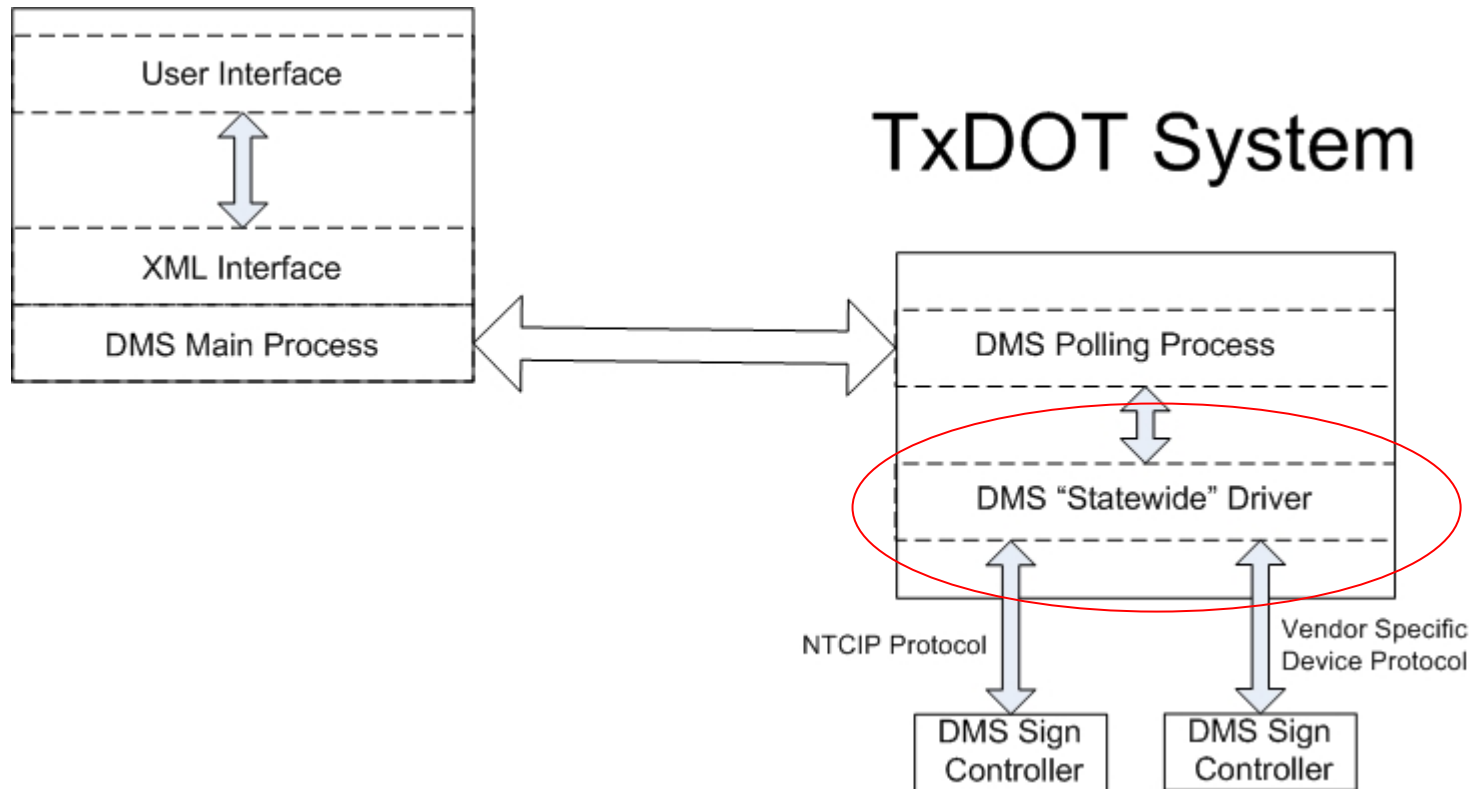 User Interface
XML Interface
DMS Main Process
TxDOT System
DMS Polling Process
DMS “Statewide” Driver
NTCIP Protocol
Vendor Specific
Device Protocol
DMS Sign
Controller
DMS Sign
Controller